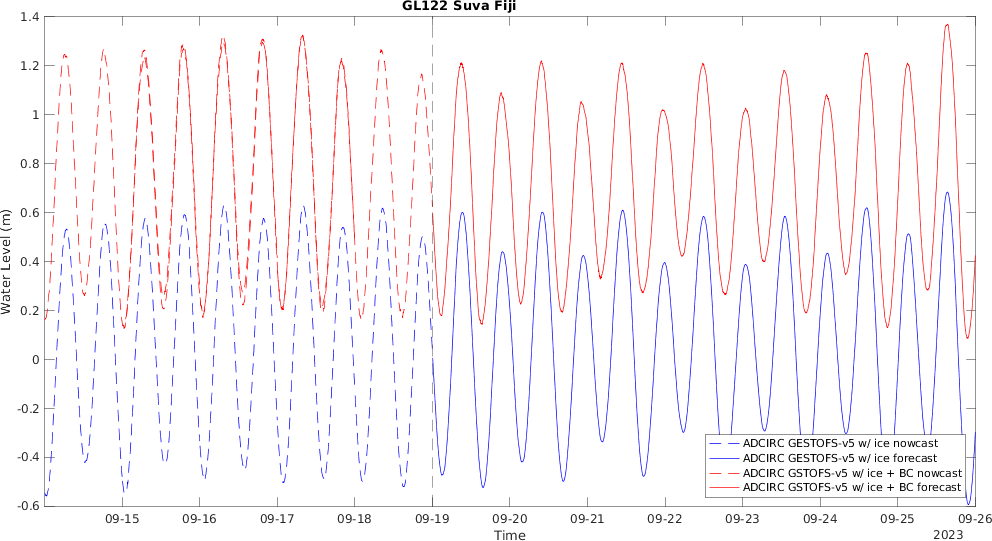 GL122 Suva Fiji
1.4
1.2
1
0.8
0.6
0.4
0.2
0
-0.2
-0.4
-0.6
Water Level (m)
ADCIRC GESTOFS-v5 w/ ice nowcast
ADCIRC GESTOFS-v5 w/ ice forecast
ADCIRC GSTOFS-v5 w/ ice + BC nowcast
ADCIRC GSTOFS-v5 w/ ice + BC forecast
09-15 09-16 09-17 09-18 09-19 09-20 09-21 09-22 09-23 09-24 09-25 09-26
Time
2023